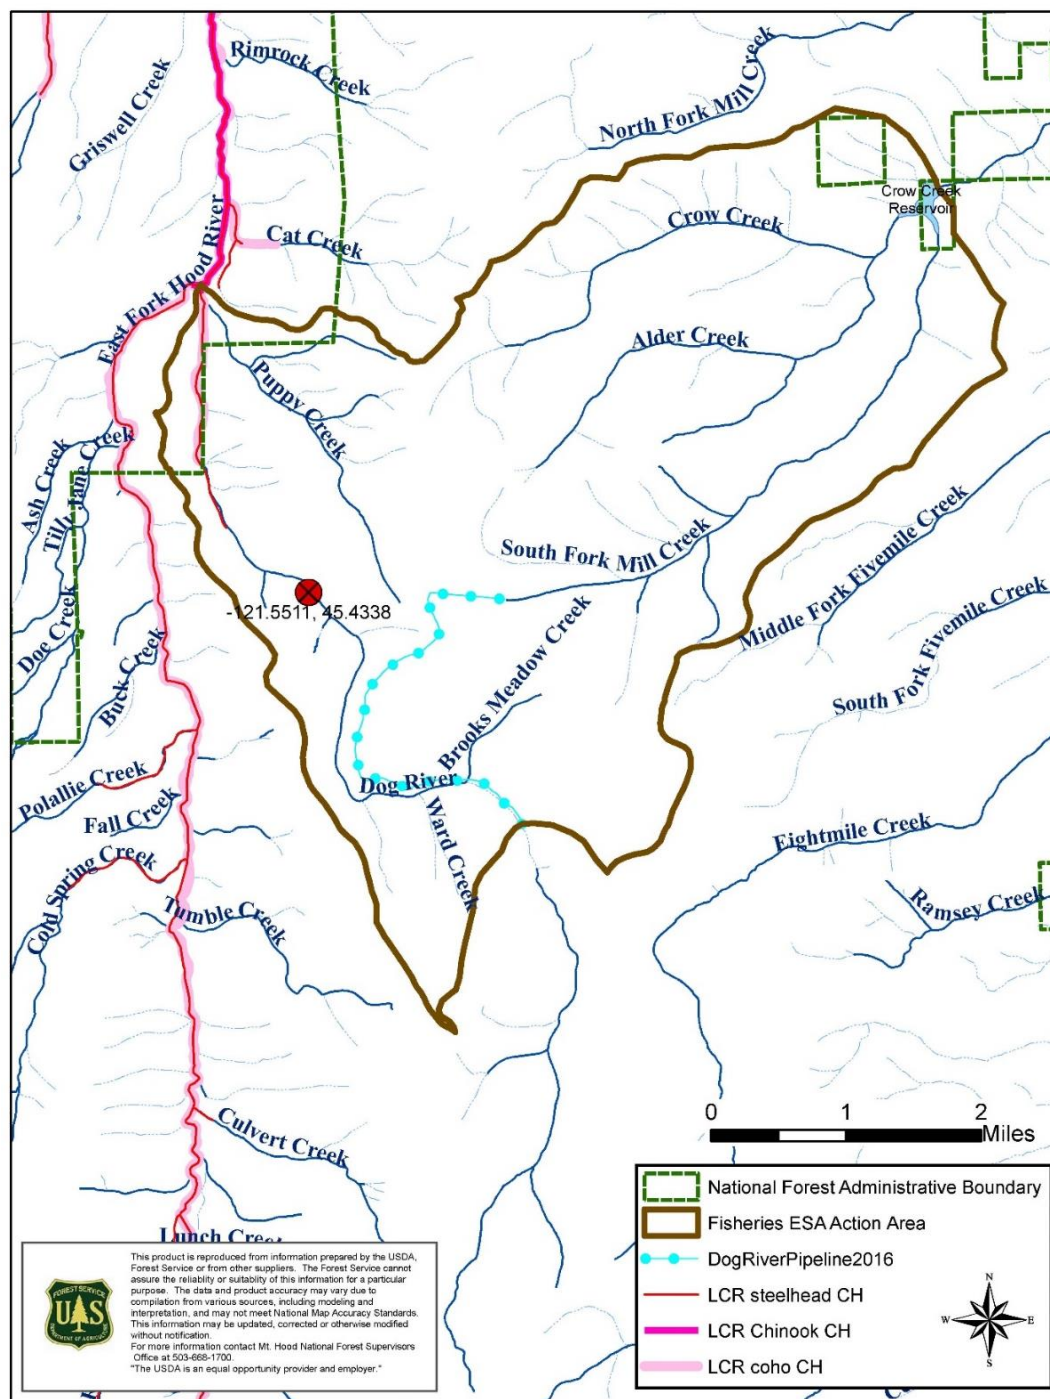 Rimrock Creek
North Fork Mill Creek
Griswell Creek
Crow Creek
Reservoir
Crow Creek
Cat Creek
East Fork Hood River
Alder Creek
Puppy Creek
Ash Creek
Tilly Jane Creek
South Fork Mill Creek
Middle Fork Fivemile Creek
South Fork Fivemile Creek
-121.5511, 45.4338
Doe Creek
Buck Creek
Brooks Meadow Creek
Dog River
Polallie Creek
Fall Creek
Ward Creek
Eightmile Creek
Cold Spring Creek
Tumble Creek
Ramsey Creek
0 1 2
Miles
Culvert Creek
Lunch Creek
National Forest Administrative Boundary
Fisheries ESA Action Area
DogRiverPipeline2016
LCR steelhead CH
LCR Chinook CH
LCR coho CH
N
W E
S
FOREST SERVICE
U S
DEPARTMENT OF AGRICULTURE
This product is reproduced from information prepared by the USDA,
Forest Service or from other suppliers. The Forest Service cannot
assure the reliablity or suitability of this information for a particular
purpose. The data and product accuracy may vary due to
compilation from various sources, including modeling and
interpretation, and may not meet National Map Accuracy Standards.
This information may be updated, corrected or otherwise modified
without notification.
For more information contact Mt. Hood National Forest Supervisors
Office at 503-668-1700.
"The USDA is an equal opportunity provider and employer."